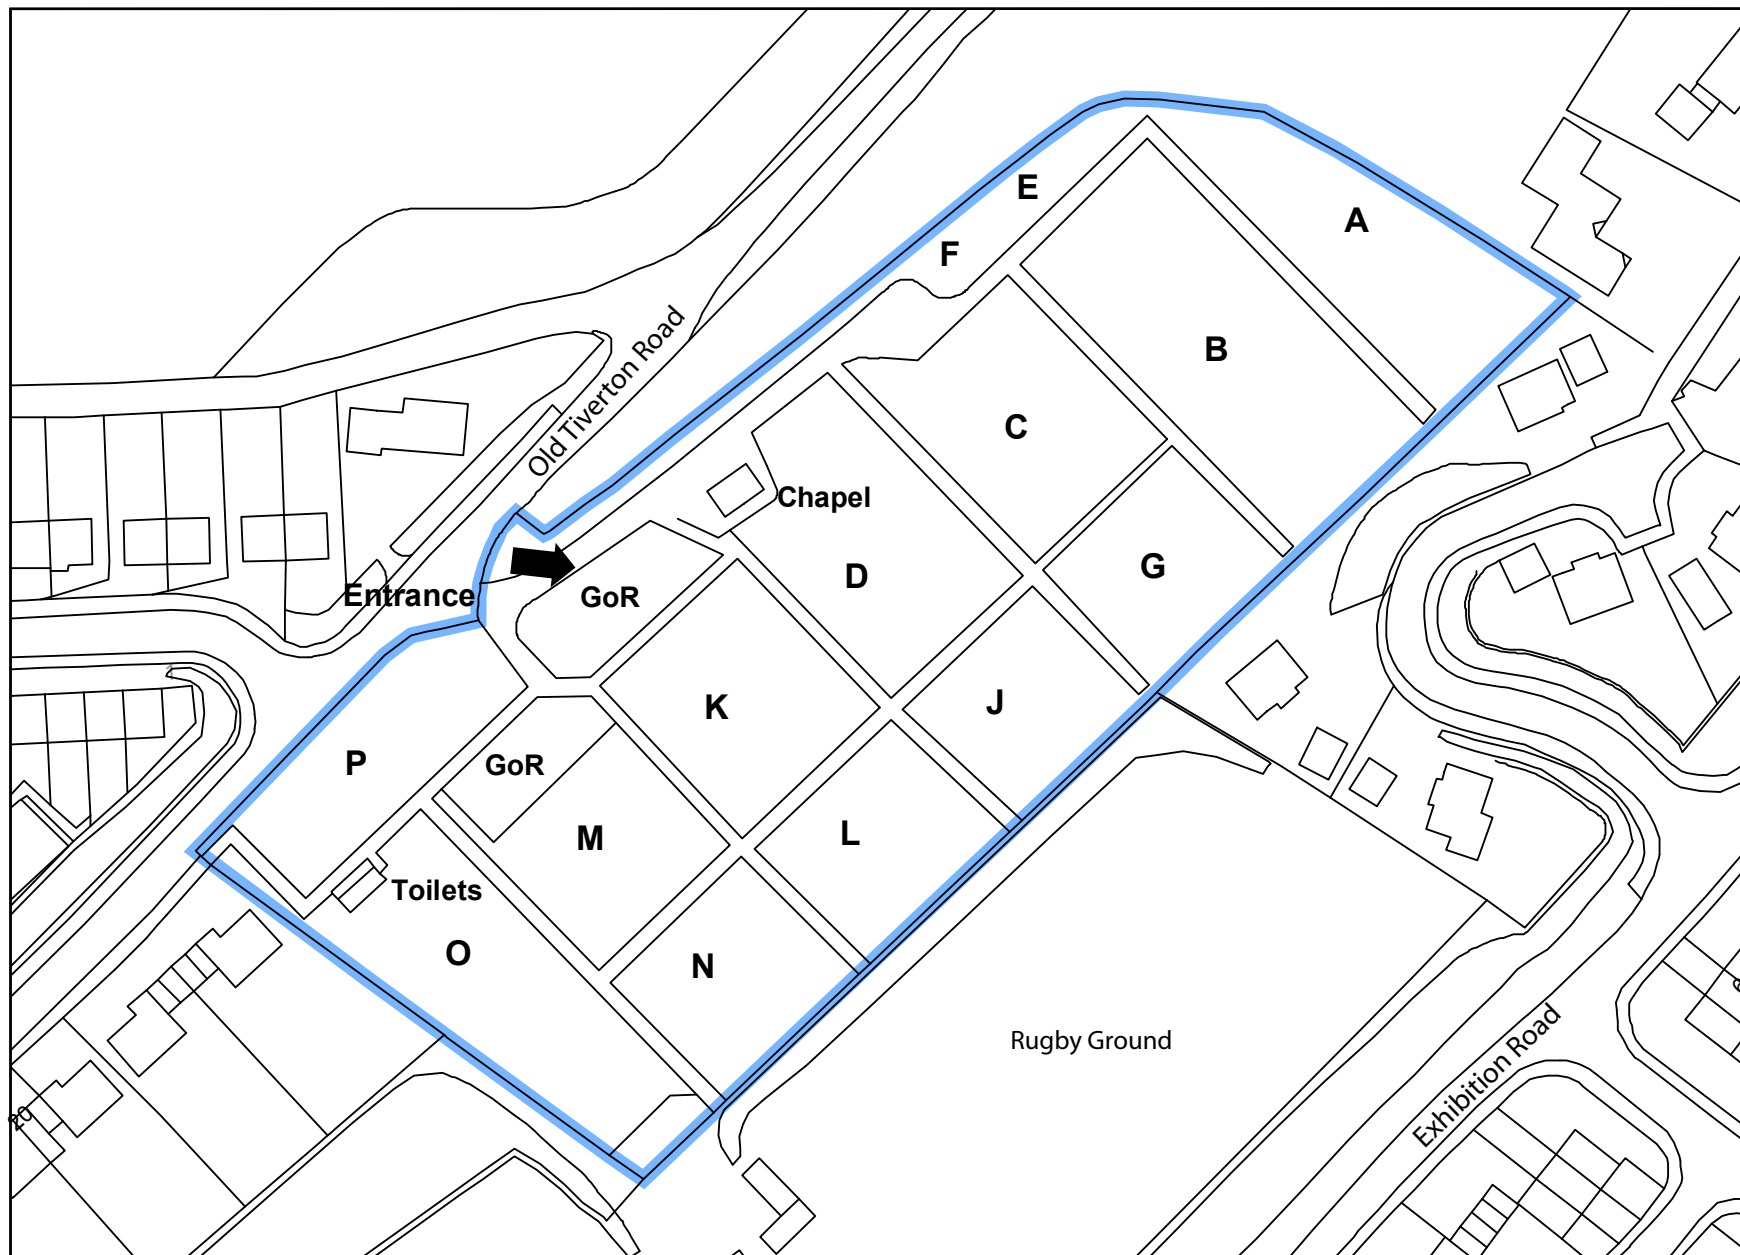 E
A
F
B
Old Tiverton Road
C
Chapel
D
G
Entrance
GoR
K
J
P
GoR
M
L
Toilets
O
N
Rugby Ground
Exhibition Road
20